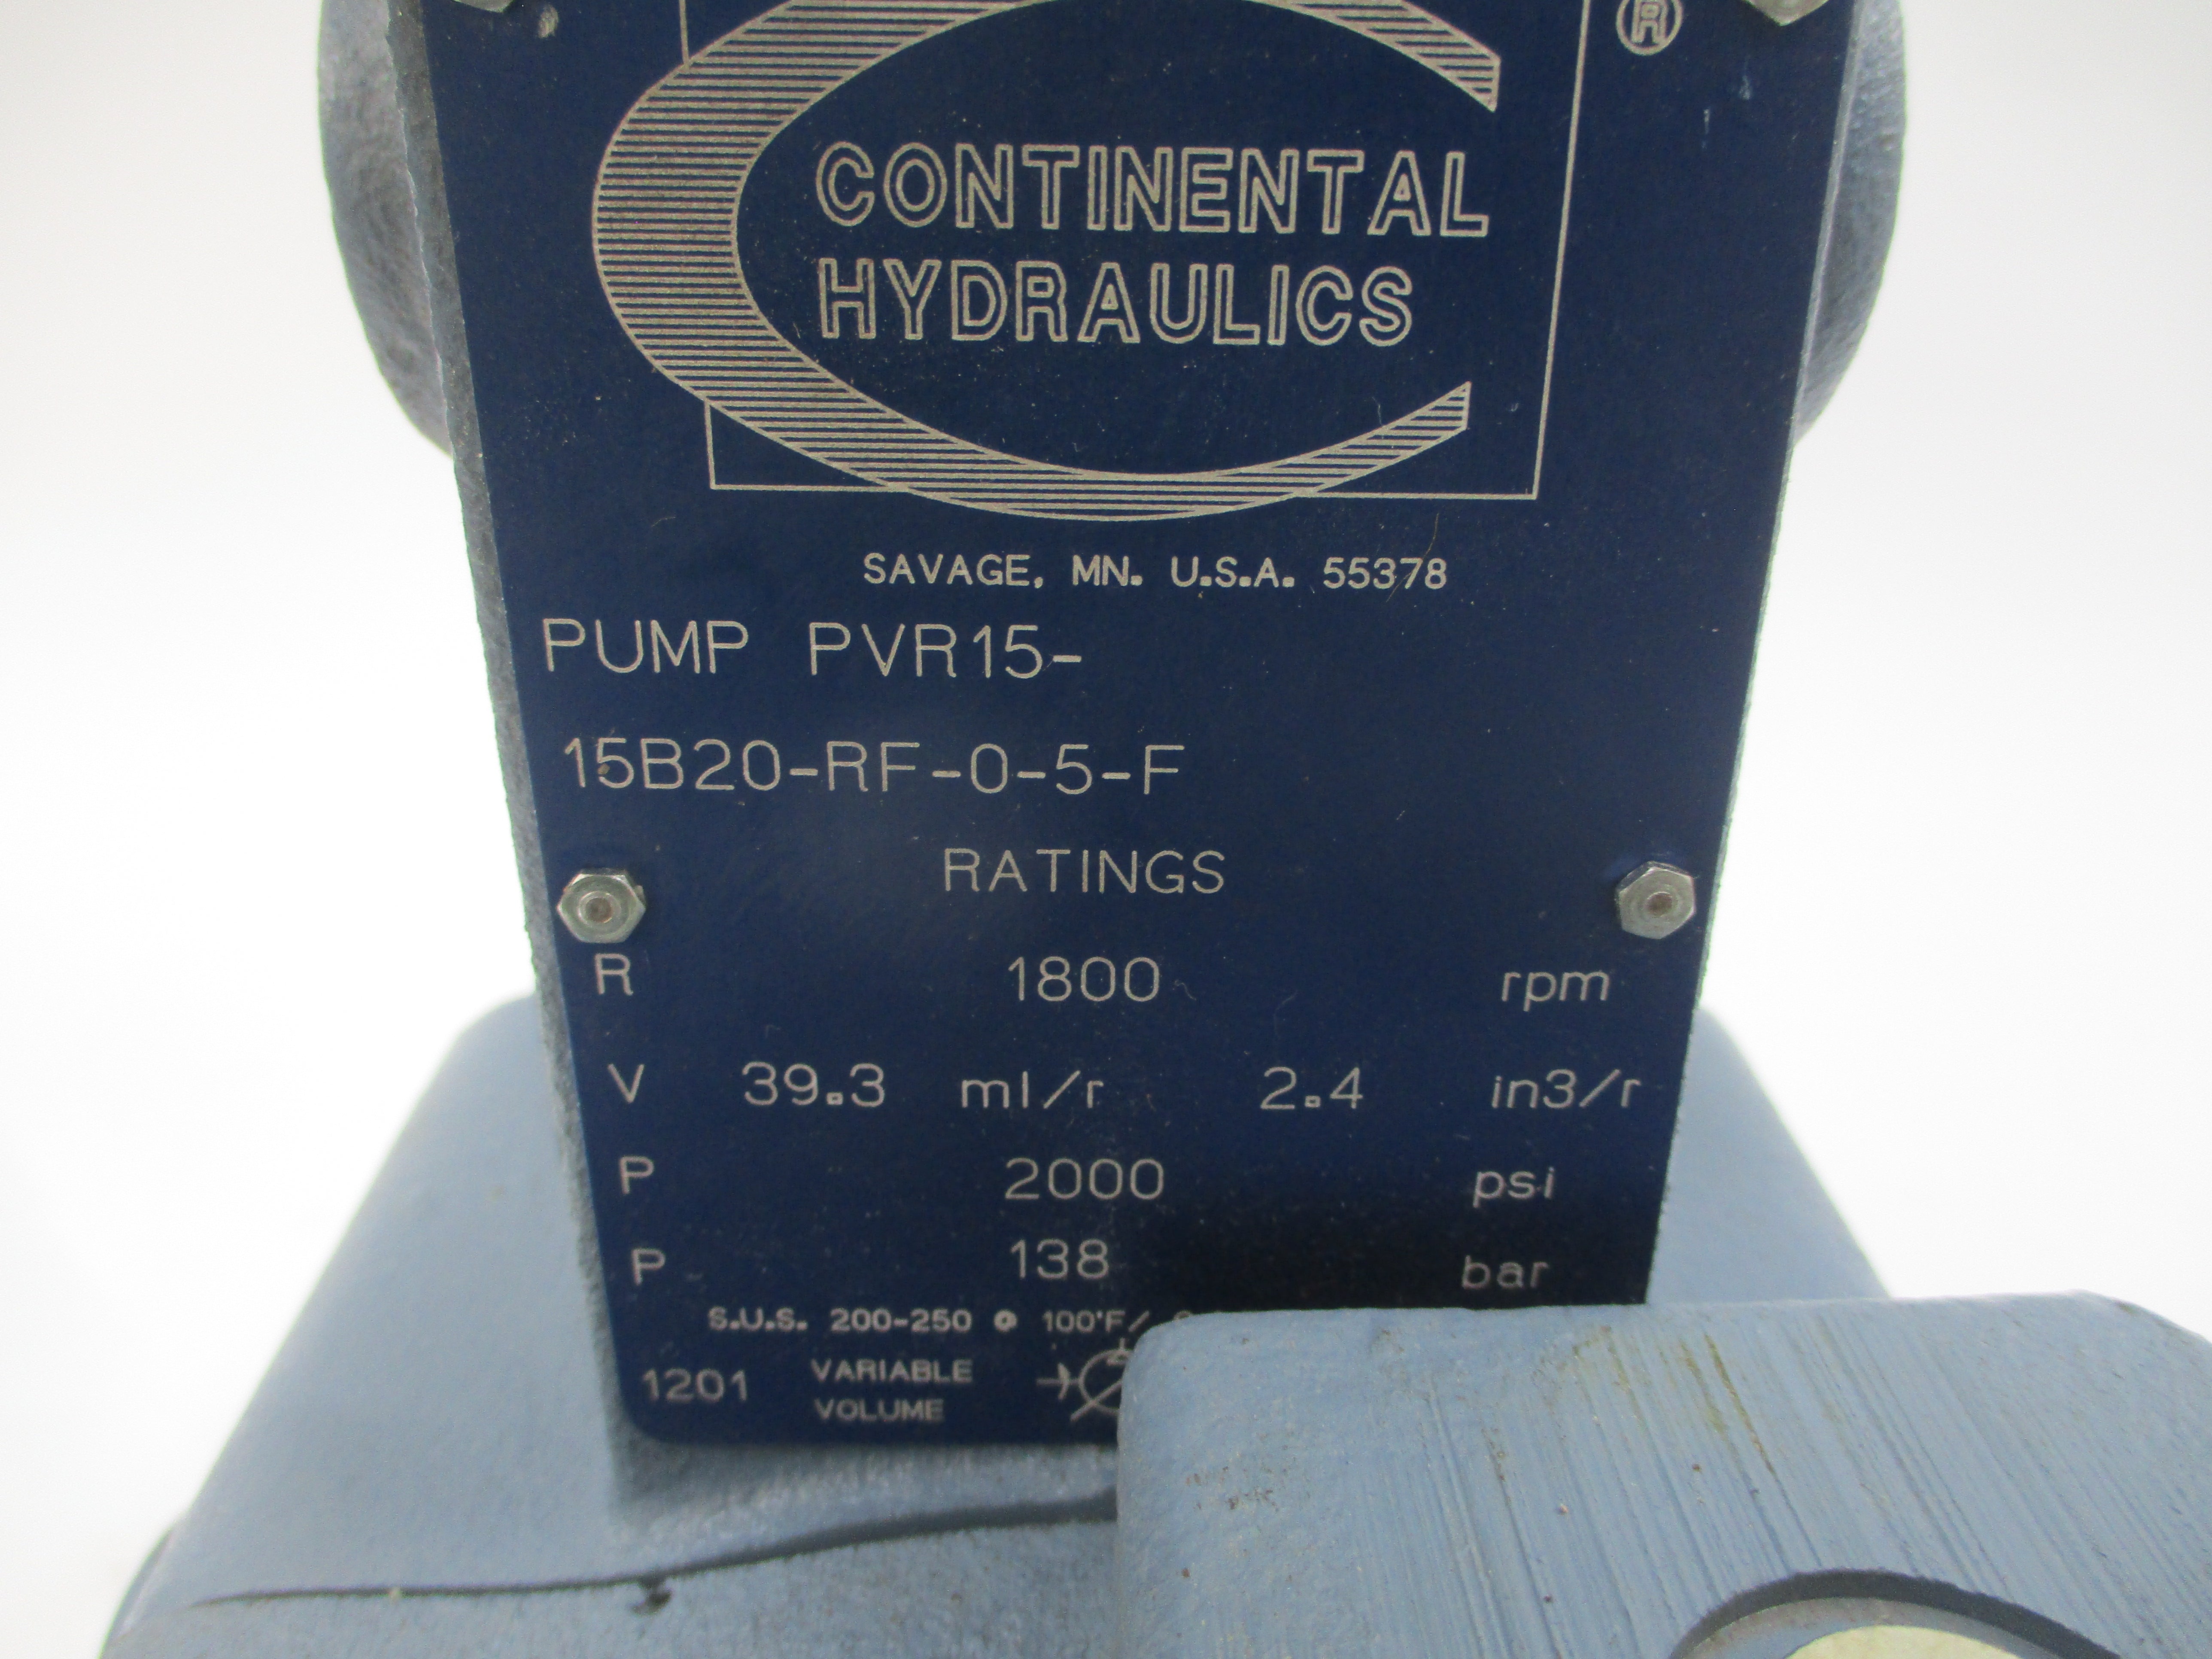 ®
CONTINENTAL
HYDRAULICS
SAVAGE, MN. U.S.A. 55378
PUMP PVR15-
15B20-RF-0-5-F
RATINGS
R 1800 rpm
V 39.3 ml/r 2.4 in3/r
P 2000 psi
P 138 bar
S.U.S. 200-250 @ 100°F/
1201 VARIABLE
VOLUME